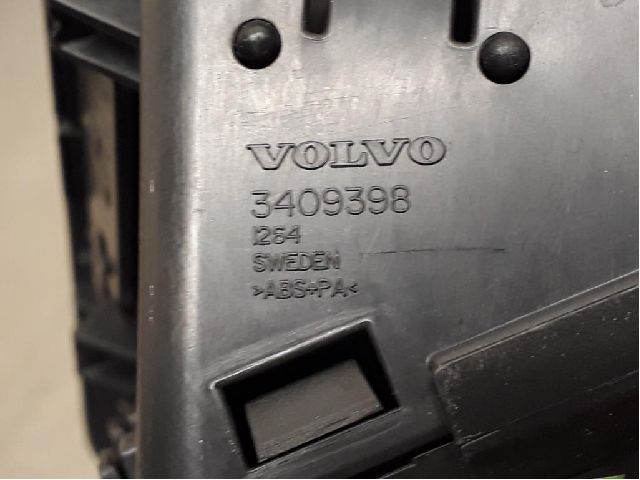 VOLVO
3409398
1264
SWEDEN
>ABS+PA<